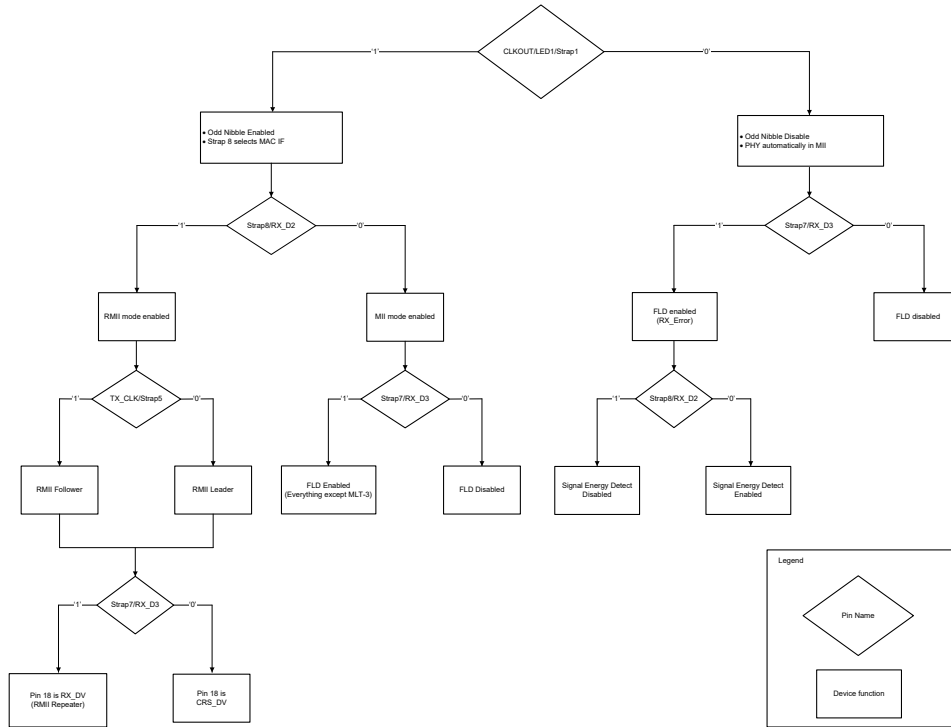 CLKOUT/LED1/Strap1
‘1’
‘0’
• Odd Nibble Enabled
• Strap 8 selects MAC IF
• Odd Nibble Disable
• PHY automatically in MII
Strap8/RX_D2
‘1’
‘0’
Strap7/RX_D3
‘1’
‘0’
RMII mode enabled
MII mode enabled
FLD enabled
(RX_Error)
FLD disabled
TX_CLK/Strap5
‘1’
‘0’
Strap7/RX_D3
‘1’
‘0’
Strap8/RX_D2
‘1’
‘0’
RMII Follower
RMII Leader
FLD Enabled
(Everything except MLT-3)
FLD Disabled
Signal Energy Detect
Disabled
Signal Energy Detect
Enabled
Strap7/RX_D3
‘1’
‘0’
Pin 18 is RX_DV
(RMII Repeater)
Pin 18 is
CRS_DV
Legend
Pin Name
Device function